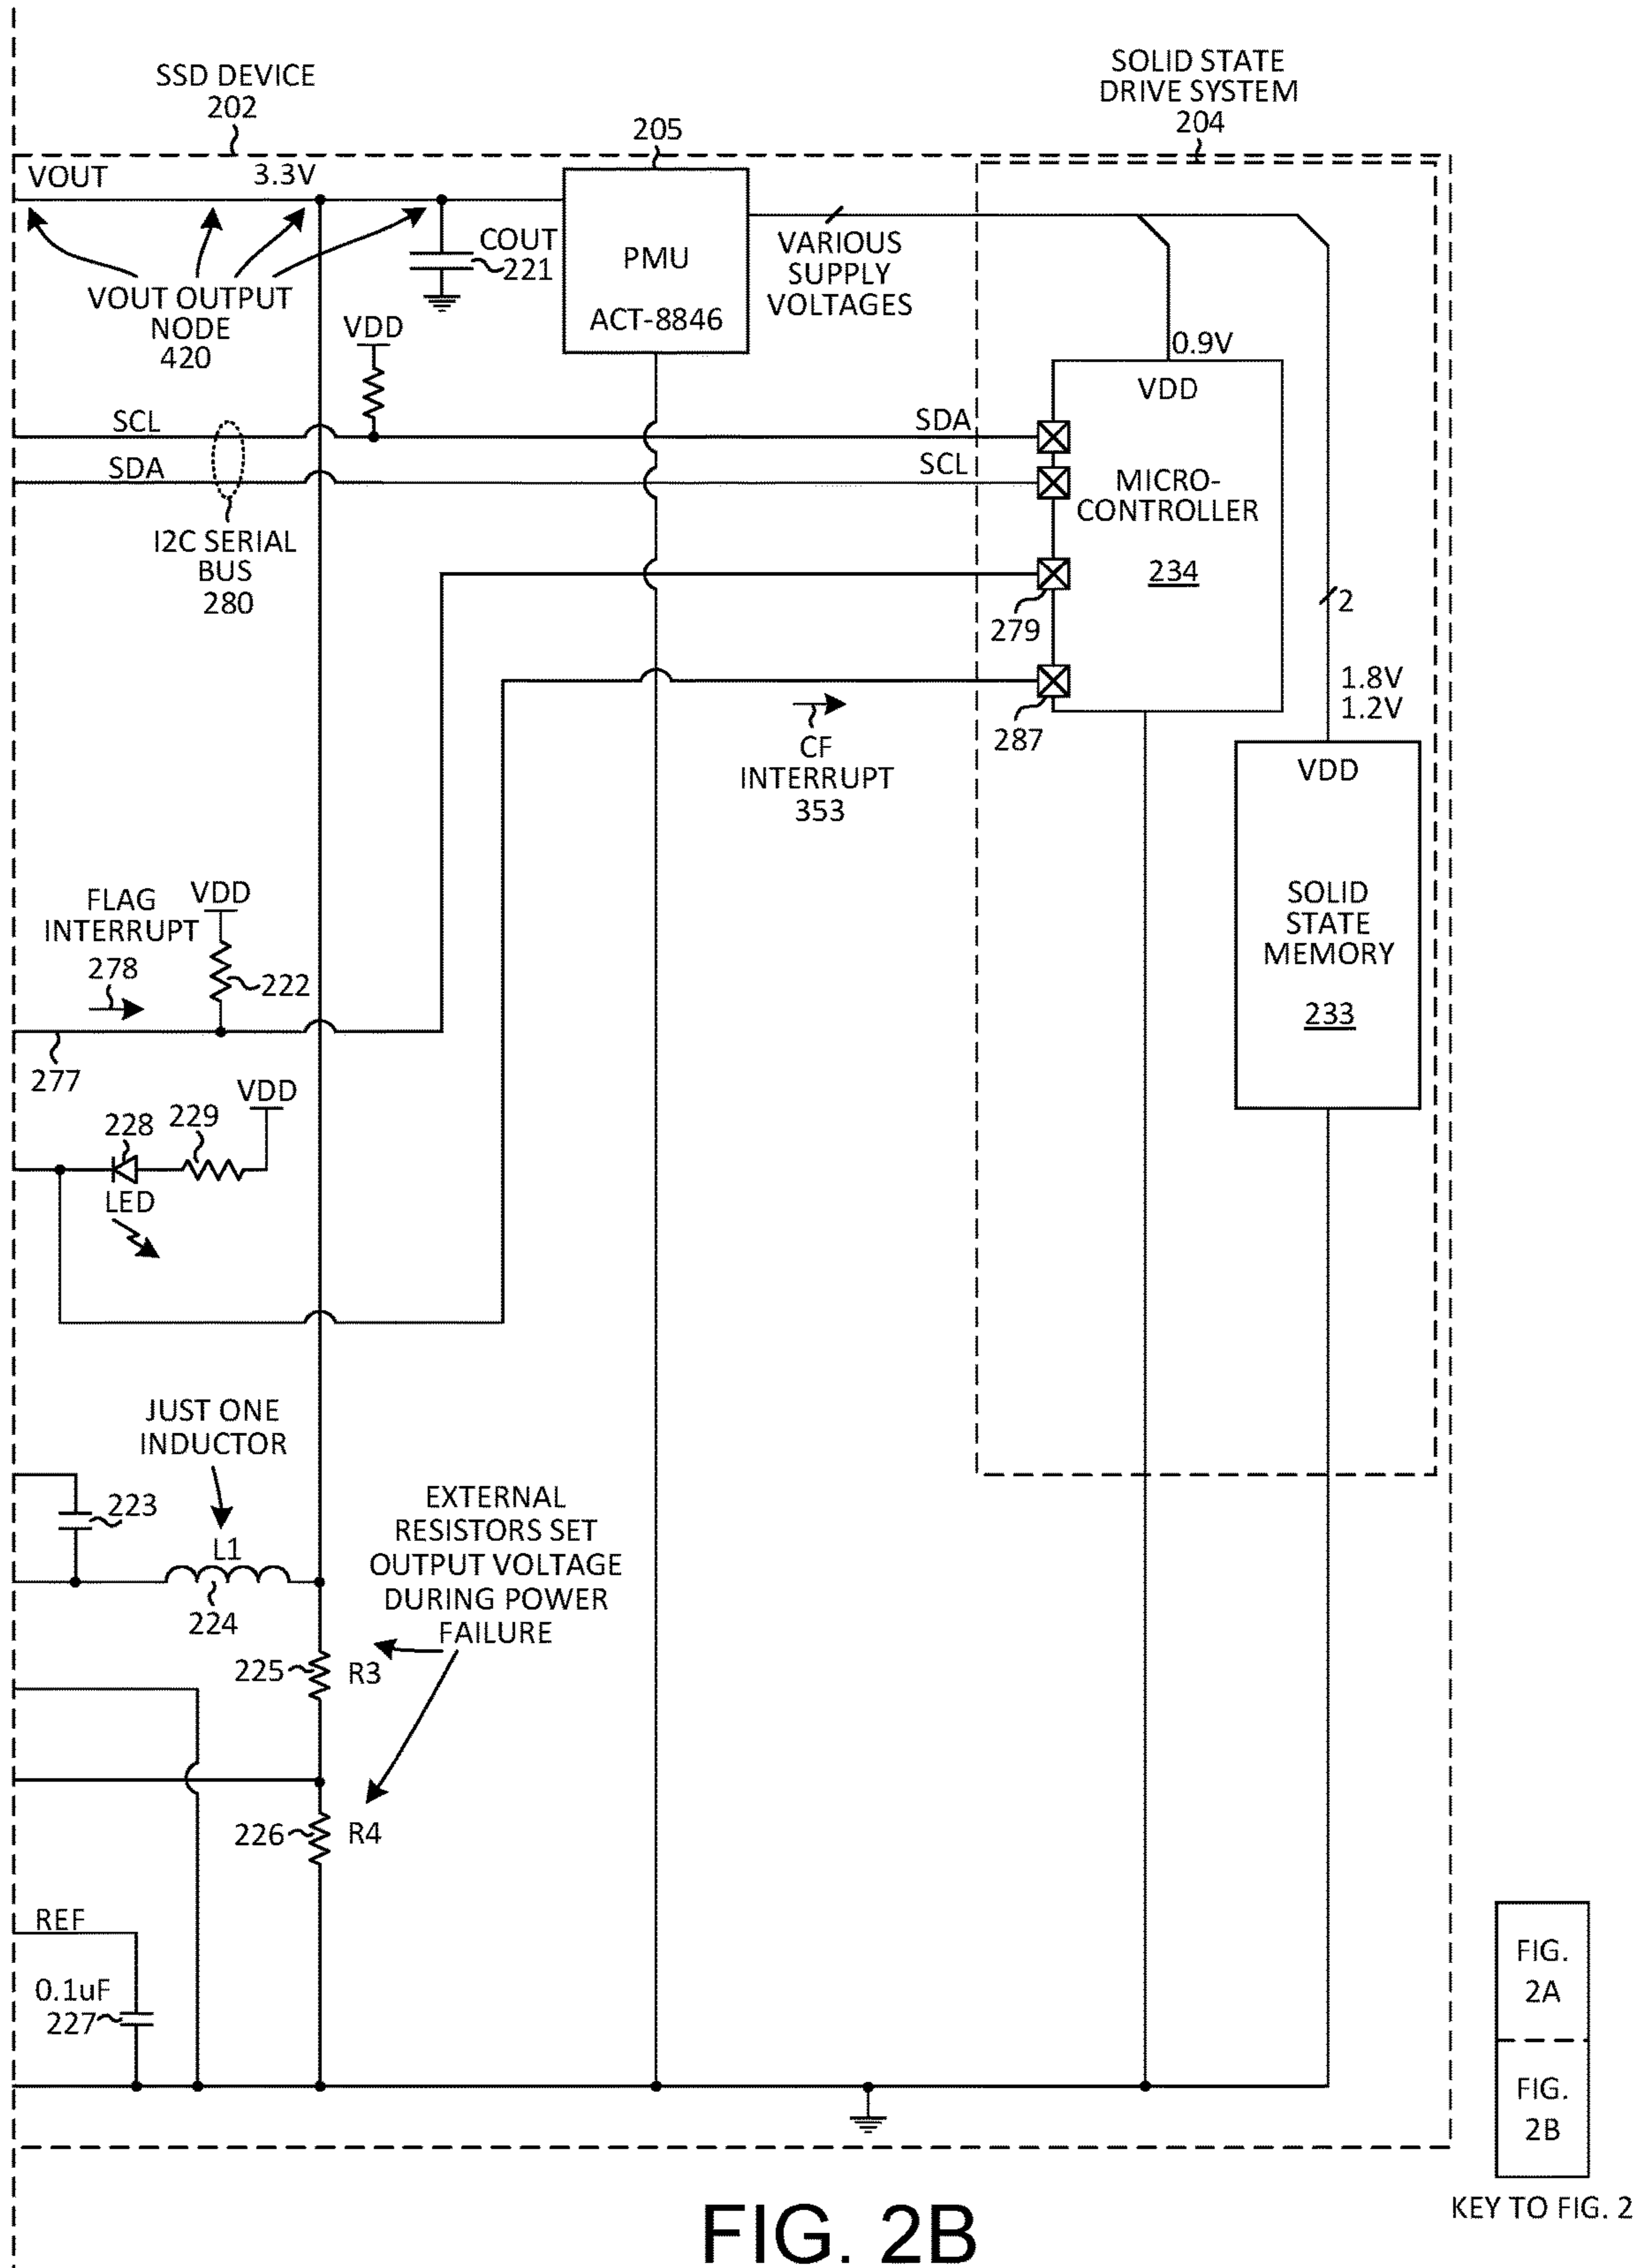 SSD DEVICE
202
SOLID STATE
DRIVE SYSTEM
204
205
VOUT
3.3V
COUT
221
PMU
ACT-8846
VARIOUS
SUPPLY
VOLTAGES
VOUT OUTPUT
NODE
420
VDD
0.9V
VDD
SCL
SDA
SDA
SCL
MICRO-
CONTROLLER
234
I2C SERIAL
BUS
280
279
2
287
1.8V
1.2V
CF
INTERRUPT
353
VDD
SOLID
STATE
MEMORY
233
FLAG
INTERRUPT
278
VDD
222
277
VDD
228
229
LED
JUST ONE
INDUCTOR
223
L1
224
EXTERNAL
RESISTORS SET
OUTPUT VOLTAGE
DURING POWER
FAILURE
225
R3
226
R4
REF
0.1uF
227
FIG.
2A
FIG.
2B
KEY TO FIG. 2
FIG. 2B